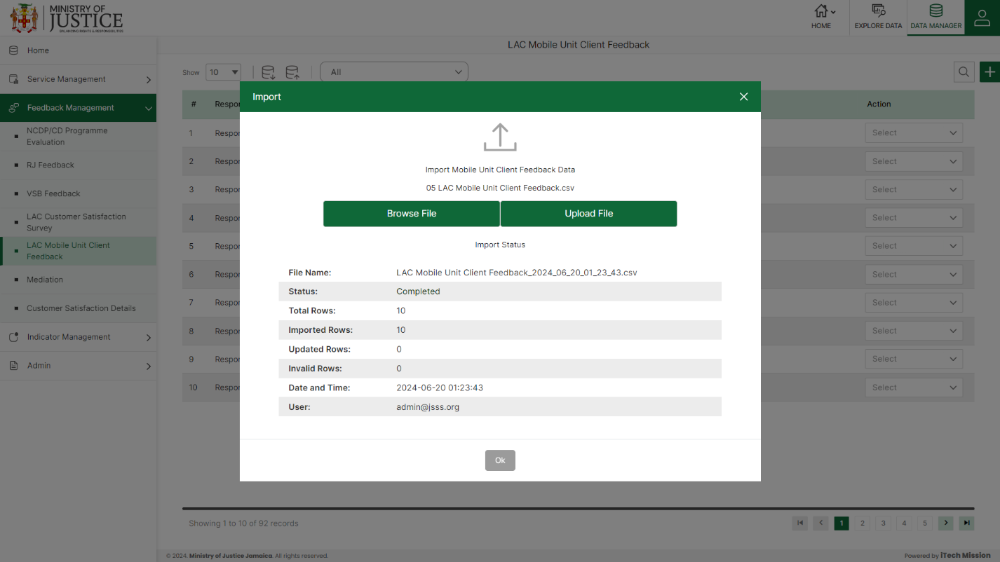 MINISTRY OF
JUSTICE
BALANCING RIGHTS & RESPONSIBILITIES
HOME
EXPLORE DATA
DATA MANAGER
LAC Mobile Unit Client Feedback
Home
Service Management
Feedback Management
NCDP/CD Programme
Evaluation
RJ Feedback
VSB Feedback
LAC Customer Satisfaction
Survey
LAC Mobile Unit Client
Feedback
Mediation
Customer Satisfaction Details
Indicator Management
Admin
Show 10 All
# Respo Action
1 Respo Select
2 Respo Select
3 Respo Select
4 Respo Select
5 Respo Select
6 Respo Select
7 Respo Select
8 Respo Select
9 Respo Select
10 Respo Select
Import
Import Mobile Unit Client Feedback Data
05 LAC Mobile Unit Client Feedback.csv
Browse File Upload File
Import Status
File Name: LAC Mobile Unit Client Feedback_2024_06_20_01_23_43.csv
Status: Completed
Total Rows: 10
Imported Rows: 10
Updated Rows: 0
Invalid Rows: 0
Date and Time: 2024-06-20 01:23:43
User: admin@jsss.org
Ok
Showing 1 to 10 of 92 records
1 2 3 4 5
© 2024. Ministry of Justice Jamaica. All rights reserved.
Powered by iTech Mission